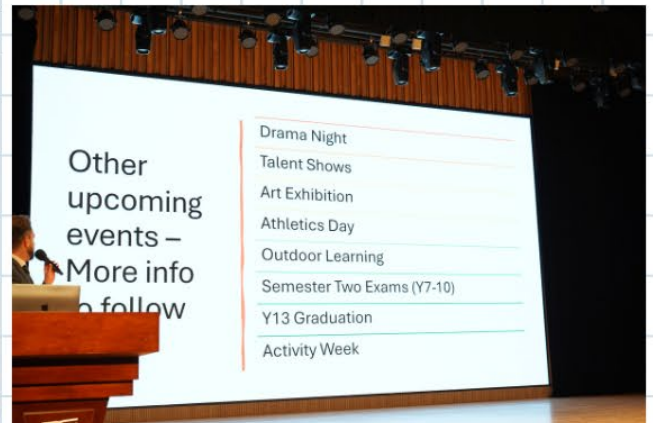 Other
upcoming
events –
More info
follow
Drama Night
Talent Shows
Art Exhibition
Athletics Day
Outdoor Learning
Semester Two Exams (Y7-10)
Y13 Graduation
Activity Week